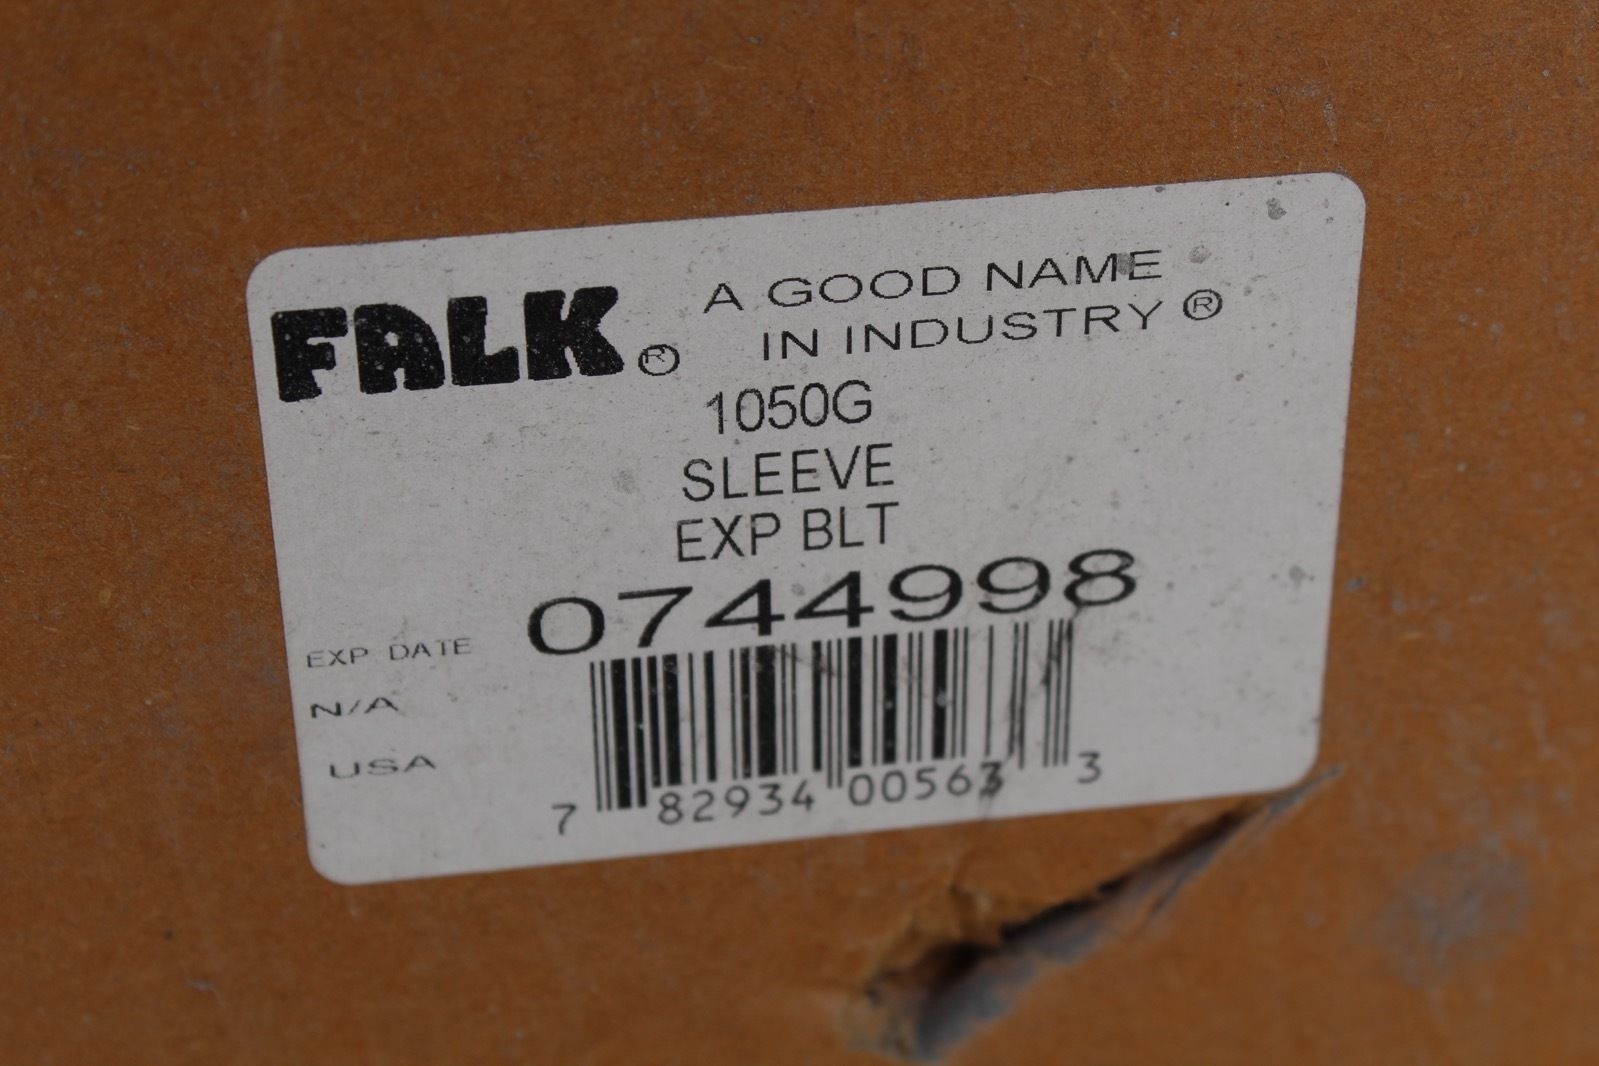 FALK® A GOOD NAME
IN INDUSTRY®
1050G
SLEEVE
EXP BLT
0744998
EXP DATE
N/A
USA
7 82934 00563 3